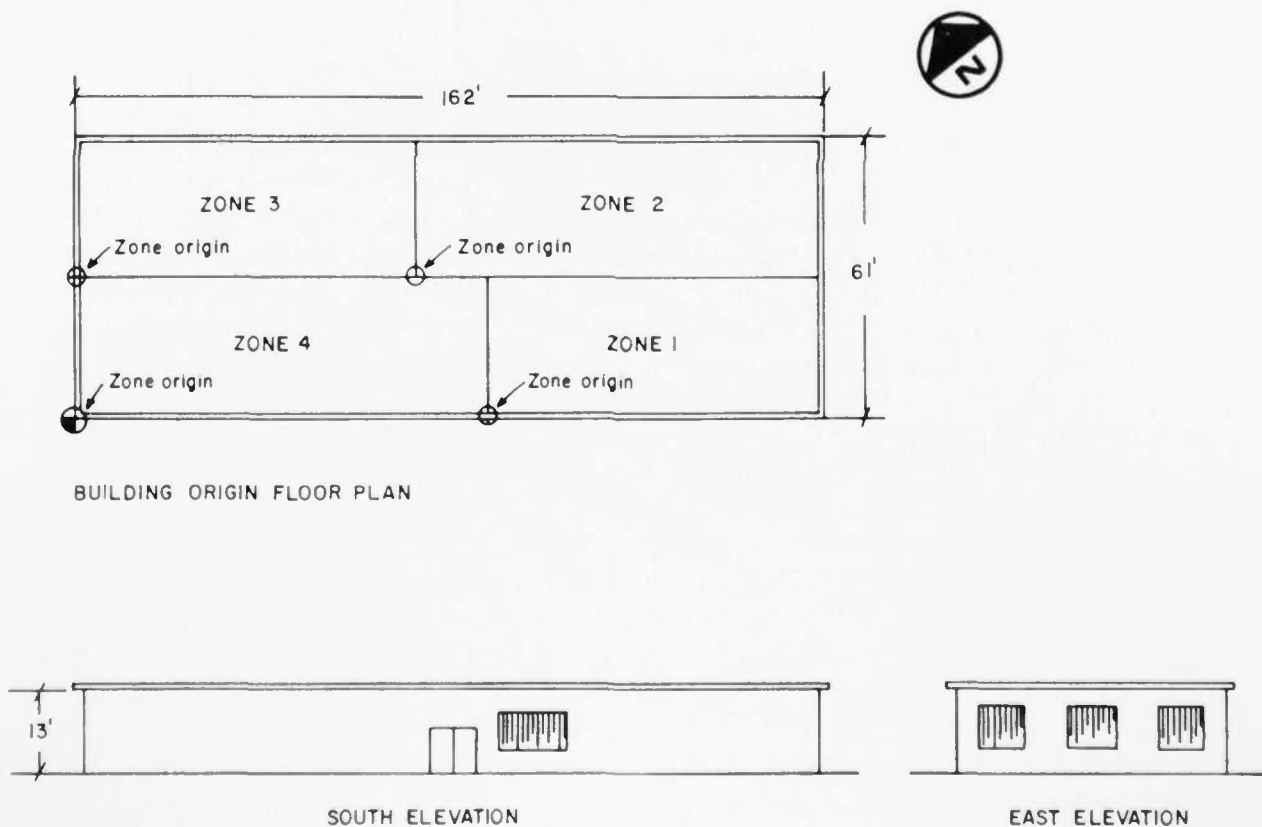 N
162'
ZONE 3
ZONE 2
Zone origin
Zone origin
61'
ZONE 4
ZONE 1
Zone origin
Zone origin
BUILDING ORIGIN FLOOR PLAN
13'
SOUTH ELEVATION
EAST ELEVATION